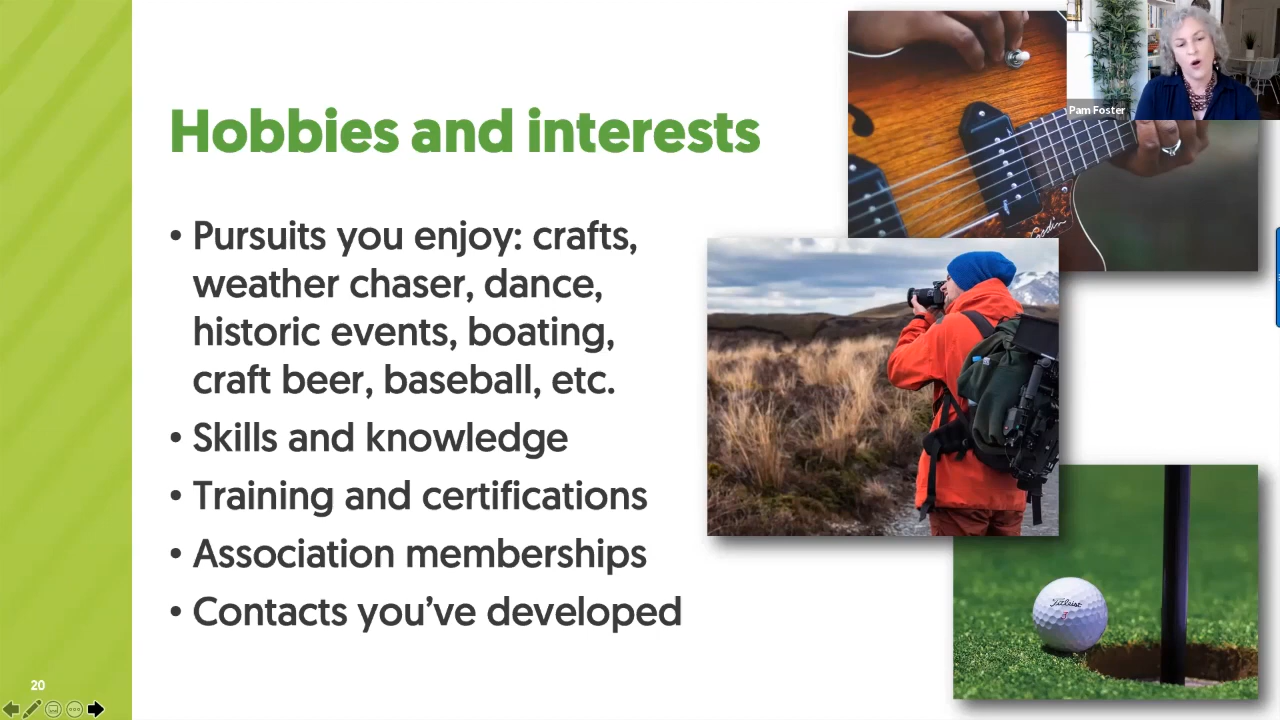 Hobbies and interests
• Pursuits you enjoy: crafts,
weather chaser, dance,
historic events, boating,
craft beer, baseball, etc.
• Skills and knowledge
• Training and certifications
• Association memberships
• Contacts you've developed
Pam Foster
Titleist
20